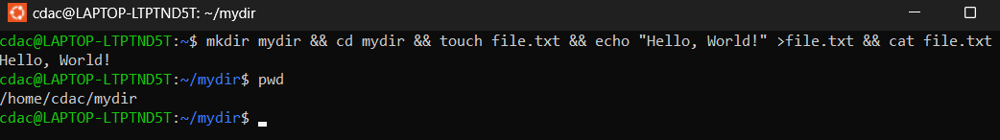 cdac@LAPTOP-LTPTND5T: ~/mydir
cdac@LAPTOP-LTPTND5T:~$ mkdir mydir && cd mydir && touch file.txt && echo "Hello, World!" >file.txt && cat file.txt
Hello, World!
cdac@LAPTOP-LTPTND5T:~/mydir$ pwd
/home/cdac/mydir
cdac@LAPTOP-LTPTND5T:~/mydir$